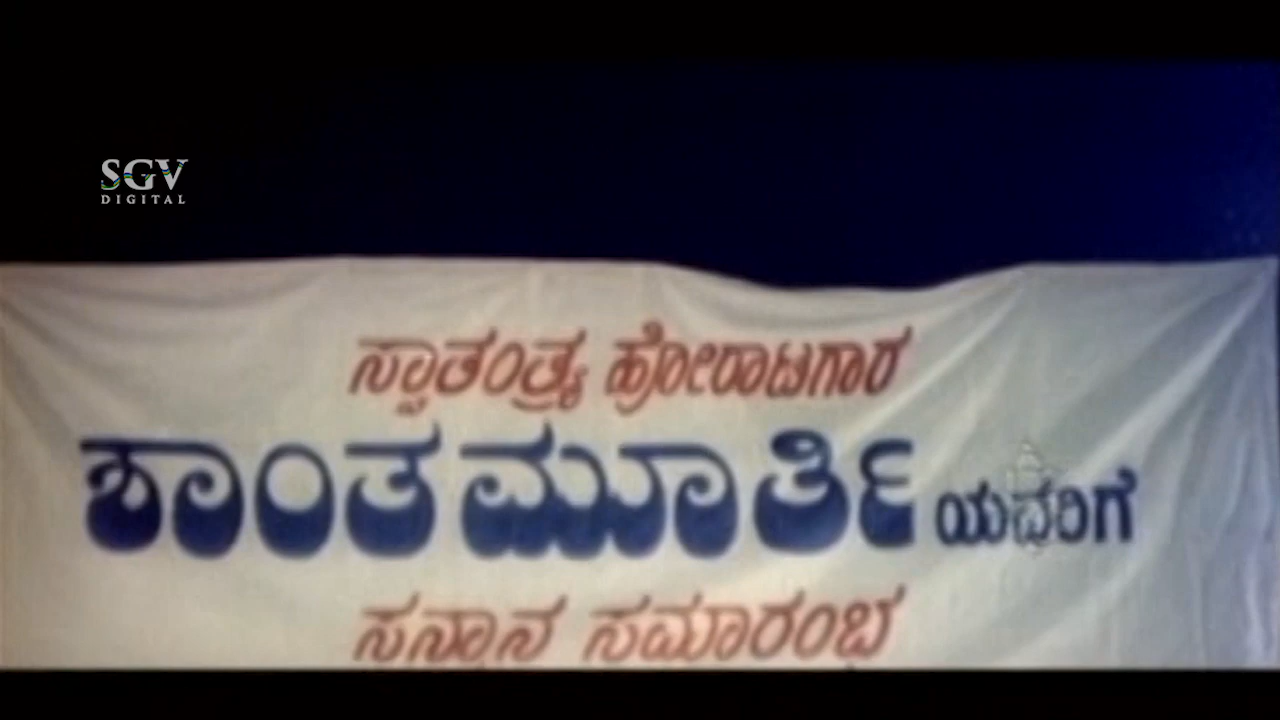 SGV
DIGITAL
ಸ್ವಾತಂತ್ರ್ಯ ಹೋರಾಟಗಾರ
ಶಾಂತಮೂರ್ತಿ ಯವರಿಗೆ
ಸನ್ಮಾನ ಸಮಾರಂಭ